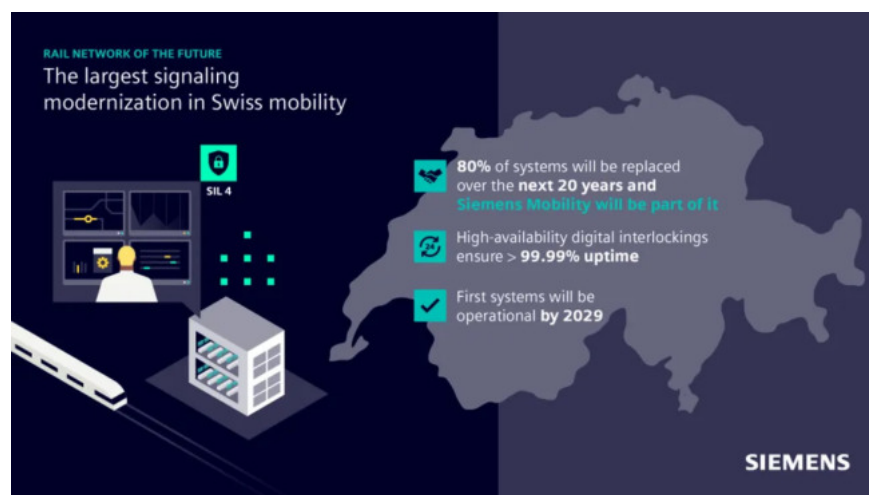 RAIL NETWORK OF THE FUTURE
The largest signaling
modernization in Swiss mobility
SIL 4
80% of systems will be replaced
over the next 20 years and
Siemens Mobility will be part of it
24
High-availability digital interlockings
ensure > 99.99% uptime
First systems will be
operational by 2029
SIEMENS